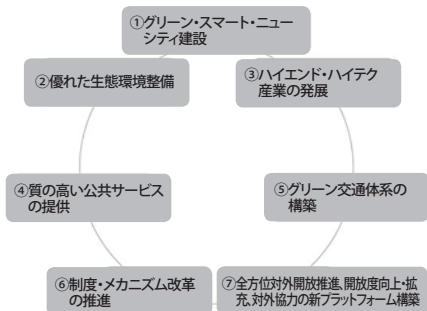 ①グリーン・スマート・ニュー
シティ建設
②優れた生態環境整備
③ハイエンド・ハイテク
産業の発展
④質の高い公共サービス
の提供
⑤グリーン交通体系の
構築
⑥制度・メカニズム改革
の推進
⑦全方位対外開放推進、開放度向上・拡
充、対外協力の新プラットフォーム構築